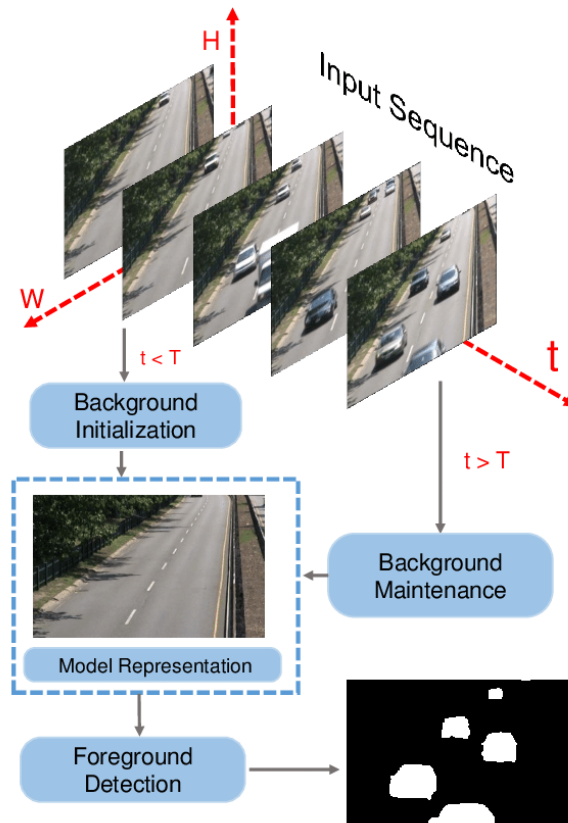 H
Input Sequence
W
t
t < T
Background
Initialization
t > T
Background
Maintenance
Model Representation
Foreground
Detection